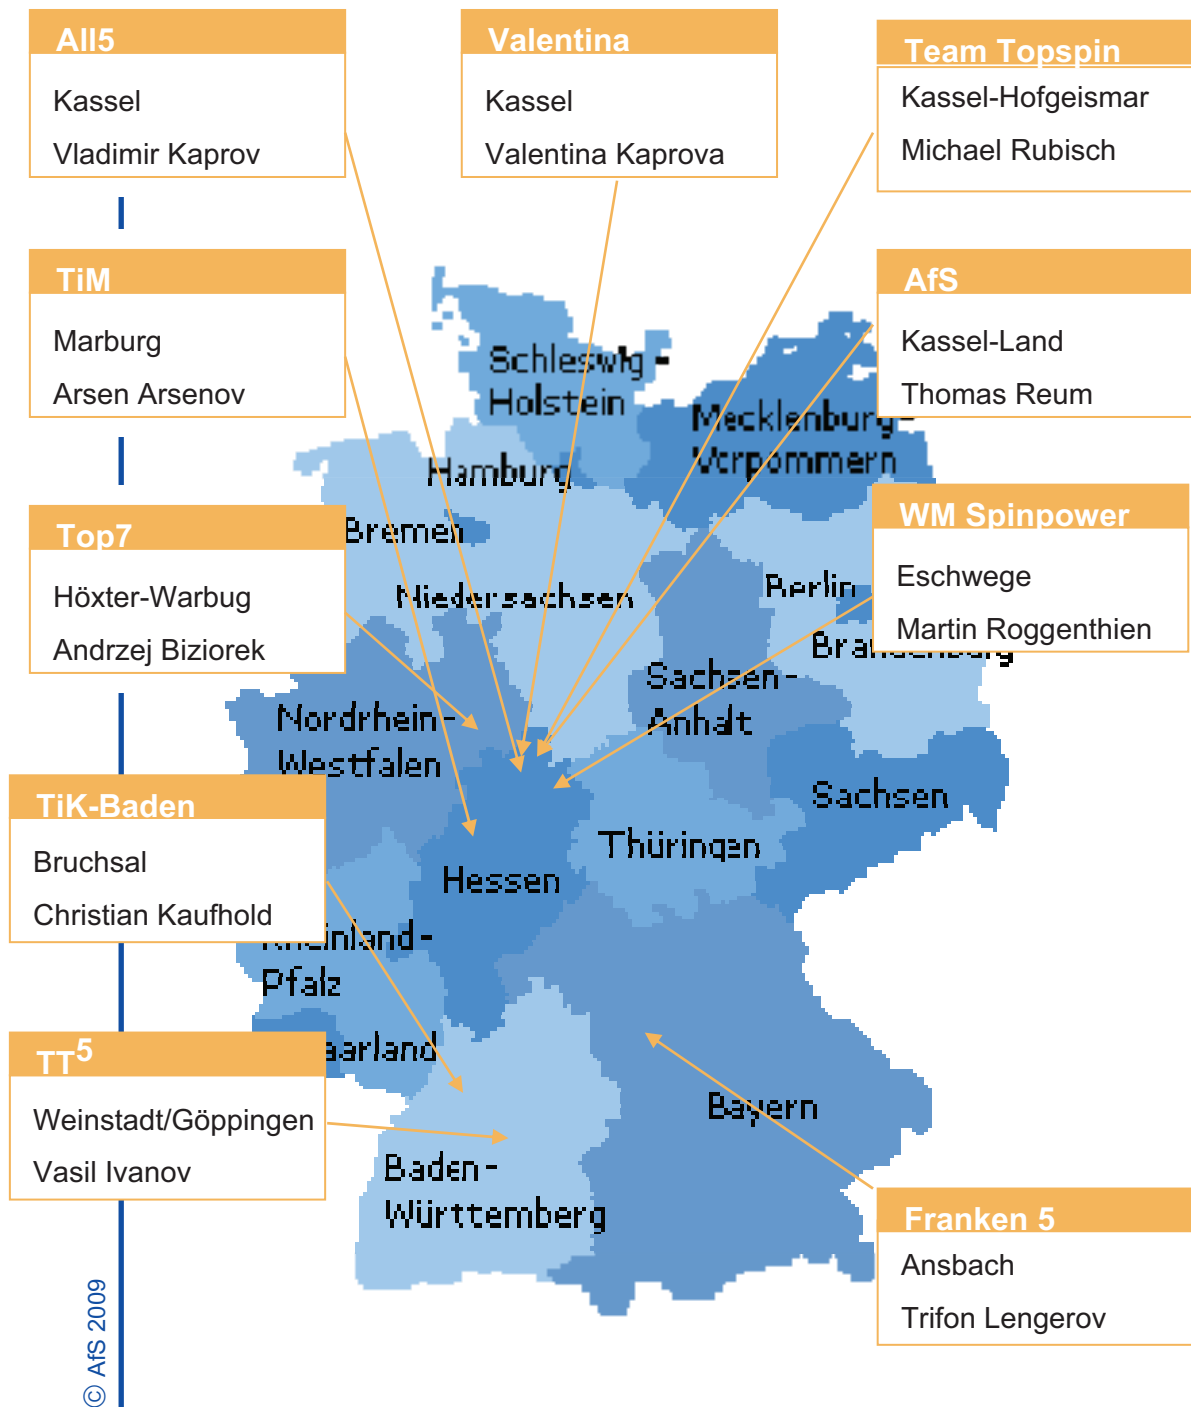 All5
Kassel
Vladimir Kaprov
Valentina
Kassel
Valentina Kaprova
Team Topspin
Kassel-Hofgeismar
Michael Rubisch
TiM
Marburg
Arsen Arsenov
AfS
Kassel-Land
Thomas Reum
Top7
Höxter-Warbug
Andrzej Biziorek
WM Spinpower
Eschwege
Martin Roggenthien
TiK-Baden
Bruchsal
Christian Kaufhold
TT5
Weinstadt/Göppingen
Vasil Ivanov
Franken 5
Ansbach
Trifon Lengerov
Schleswig -
Holstein
Mecklenburg -
Vorpommern
Hamburg
Bremen
Niedersachsen
Berlin
Brandenburg
Sachsen -
Anhalt
Nordrhein -
Westfalen
Sachsen
Thüringen
Hessen
Rheinland -
Pfalz
aarland
Bayern
Baden -
Württemberg
© AfS 2009